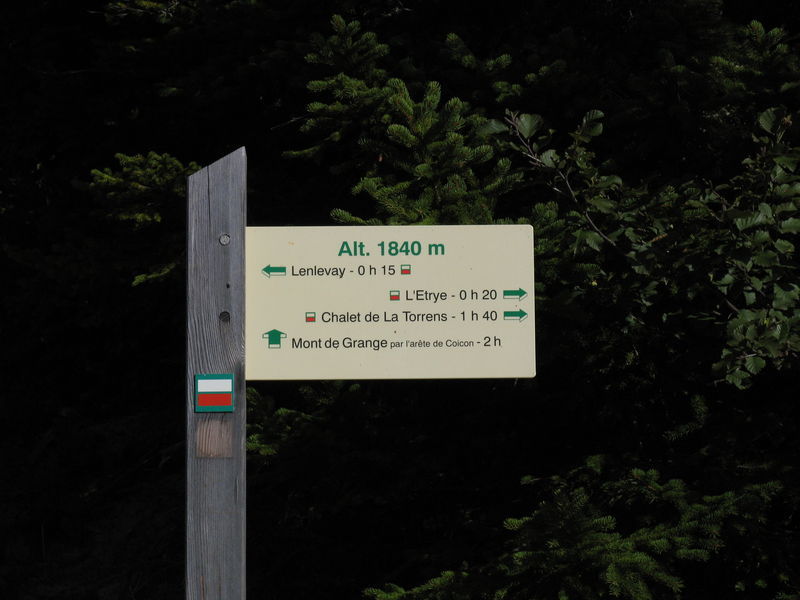 Alt. 1840 m
Lenlevay - 0 h 15
L'Etrye - 0 h 20
Chalet de La Torrens - 1 h 40
Mont de Grange par l'arête de Coicon - 2 h